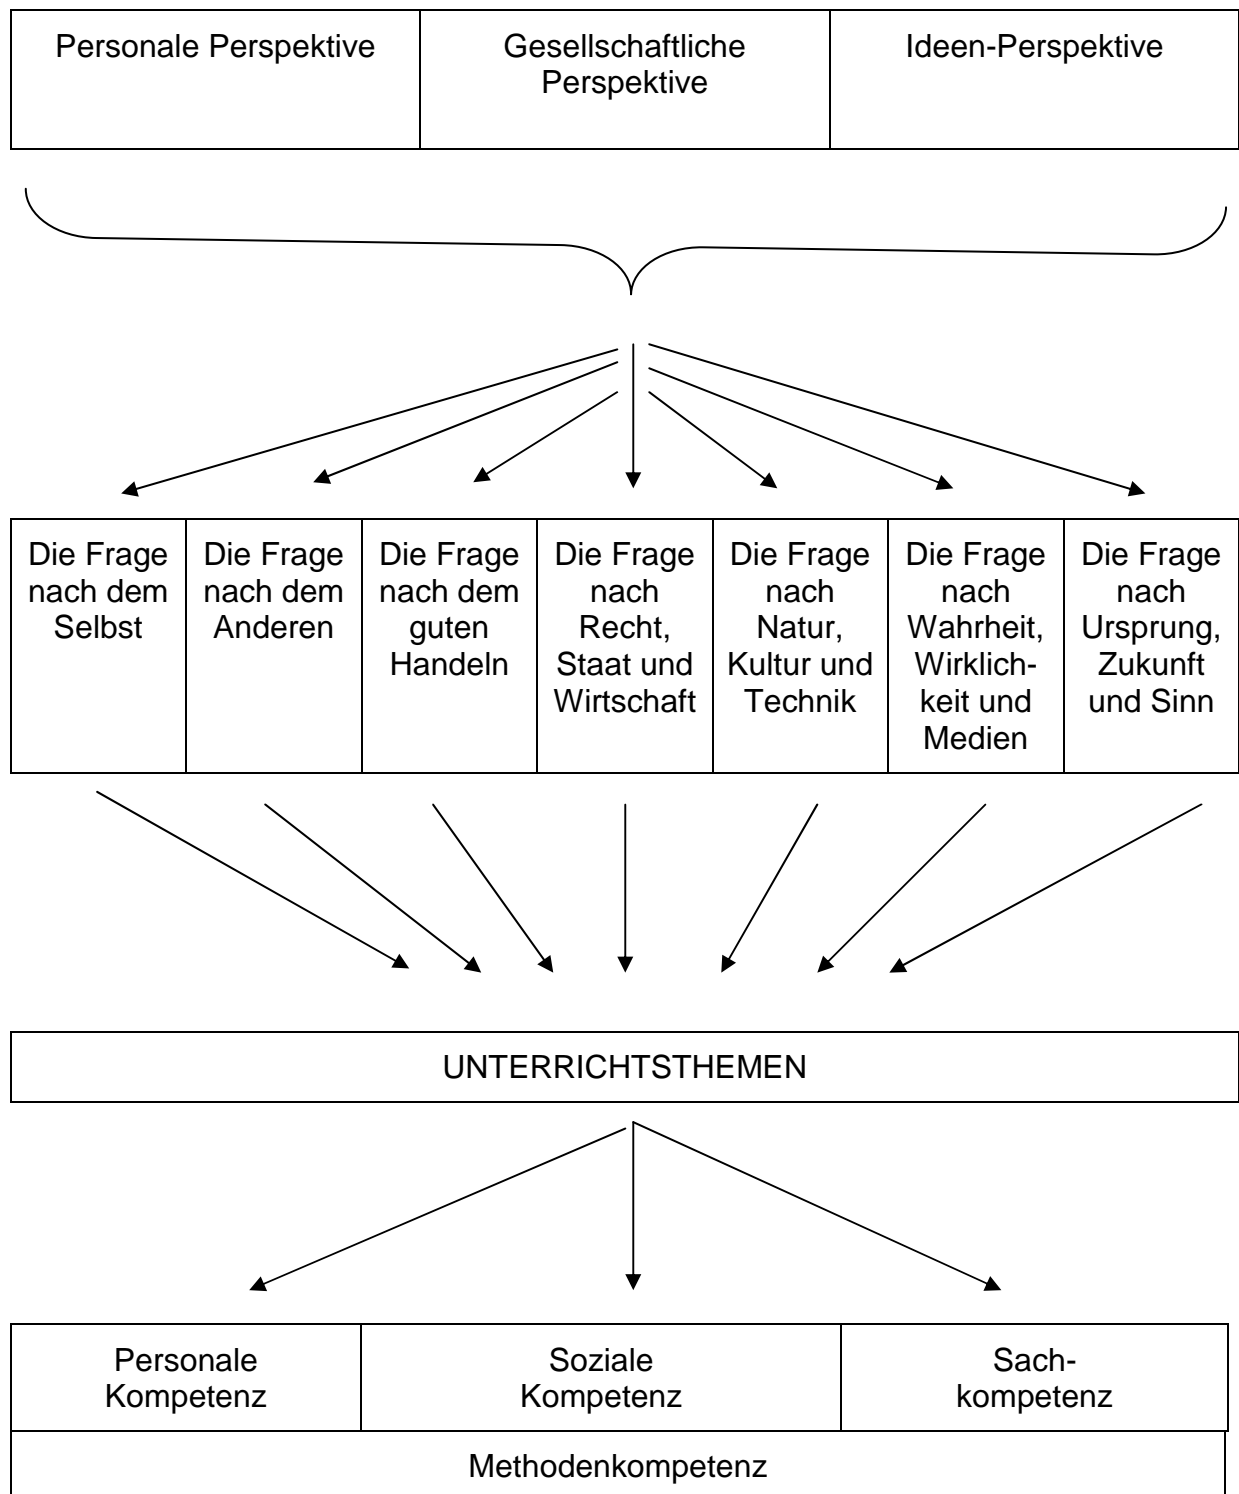 Personale Perspektive
Gesellschaftliche
Perspektive
Ideen-Perspektive
Die Frage
nach dem
Selbst
Die Frage
nach dem
Anderen
Die Frage
nach dem
guten
Handeln
Die Frage
nach
Recht,
Staat und
Wirtschaft
Die Frage
nach
Natur,
Kultur und
Technik
Die Frage
nach
Wahrheit,
Wirklich-
keit und
Medien
Die Frage
nach
Ursprung,
Zukunft
und Sinn
UNTERRICHTSTHEMEN
Personale
Kompetenz
Soziale
Kompetenz
Sach-
kompetenz
Methodenkompetenz